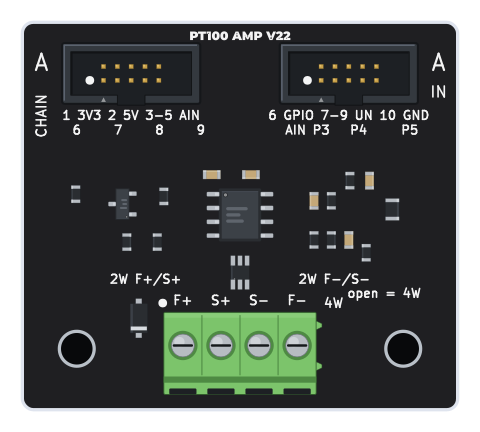 PT100 AMP V22
A
A
IN
CHAIN
1 3V3 2 5V 3-5 AIN
6 7 8 9
6 GPIO 7-9 UN 10 GND
AIN P3 P4 P5
2W F+/S+
2W F-/S-
open = 4W
4W
F+ S+ S- F-